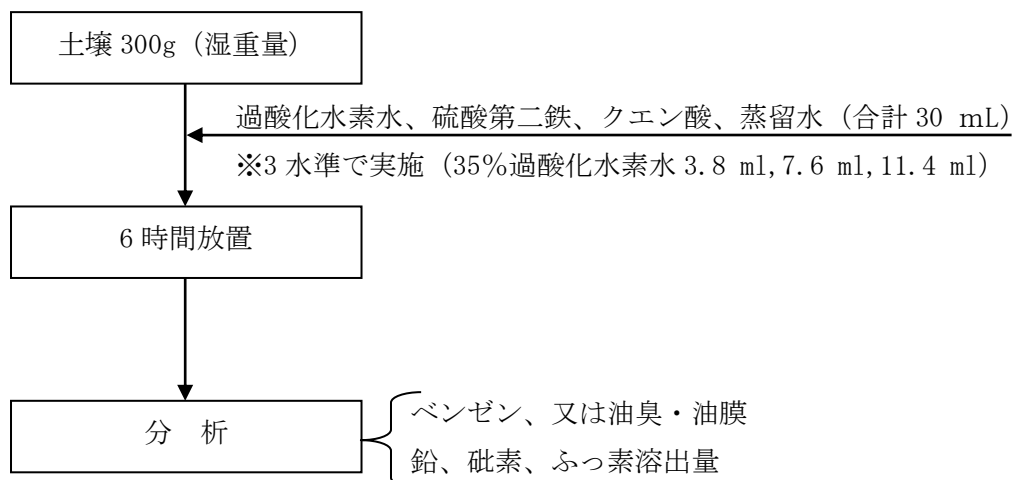 土壌 300g（湿重量）
過酸化水素水、硫酸第二鉄、クエン酸、蒸留水（合計 30 mL）
※3 水準で実施（35％過酸化水素水 3.8 ml,7.6 ml,11.4 ml）
6 時間放置
分　析
ベンゼン、又は油臭・油膜
鉛、砒素、ふっ素溶出量